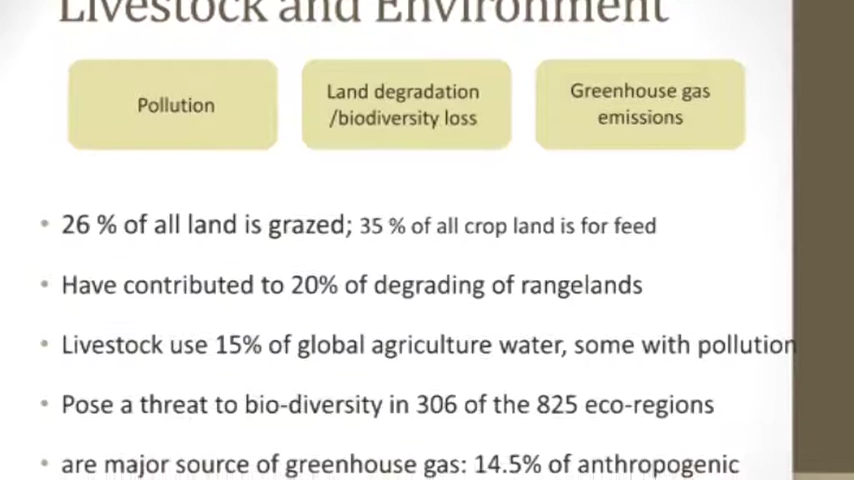 Livestock and Environment
Pollution
Land degradation
/biodiversity loss
Greenhouse gas
emissions
• 26 % of all land is grazed; 35 % of all crop land is for feed
• Have contributed to 20% of degrading of rangelands
• Livestock use 15% of global agriculture water, some with pollution
• Pose a threat to bio-diversity in 306 of the 825 eco-regions
• are major source of greenhouse gas: 14.5% of anthropogenic